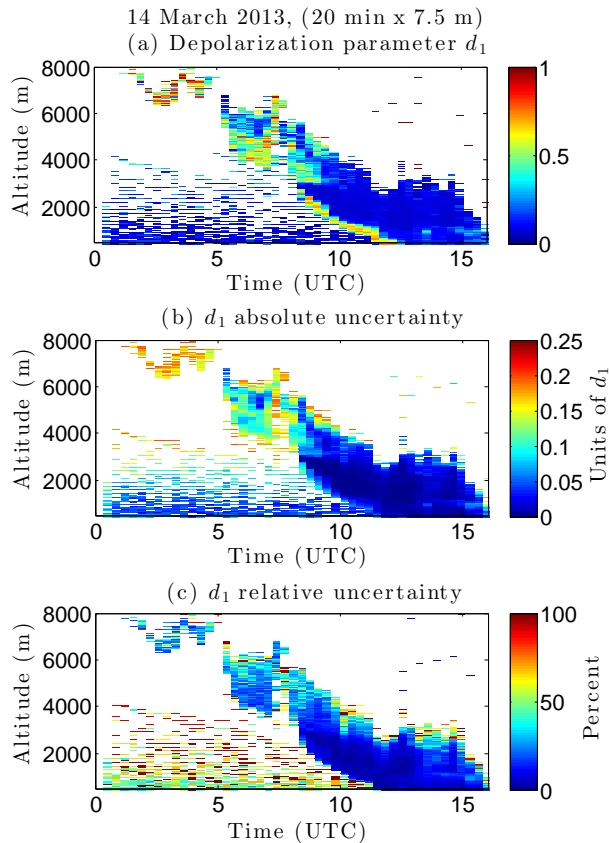 14 March 2013, (20 min x 7.5 m)
(a) Depolarization parameter d1
Altitude (m)
8000
6000
4000
2000
0 5 10 15
Time (UTC)
1
0.5
0
(b) d1 absolute uncertainty
Altitude (m)
8000
6000
4000
2000
0 5 10 15
Time (UTC)
0.25
0.2
0.15
0.1
0.05
0
Units of d1
(c) d1 relative uncertainty
Altitude (m)
8000
6000
4000
2000
0 5 10 15
Time (UTC)
100
50
0
Percent